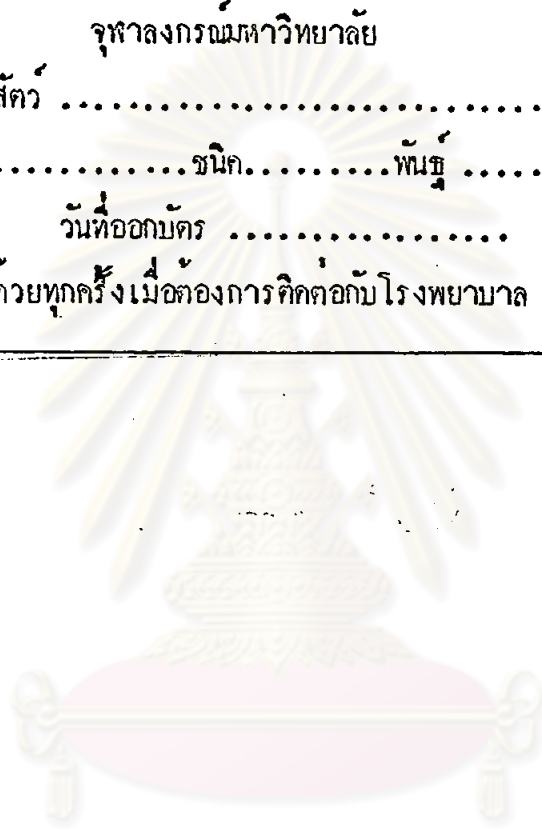 จุฬาลงกรณ์มหาวิทยาลัย
สัตว์ ..............................
............ชนิด..........พันธุ์ .....
วันที่ออกบัตร .................
ด้วยทุกครั้งเมื่อต้องการติดต่อกับโรงพยาบาล